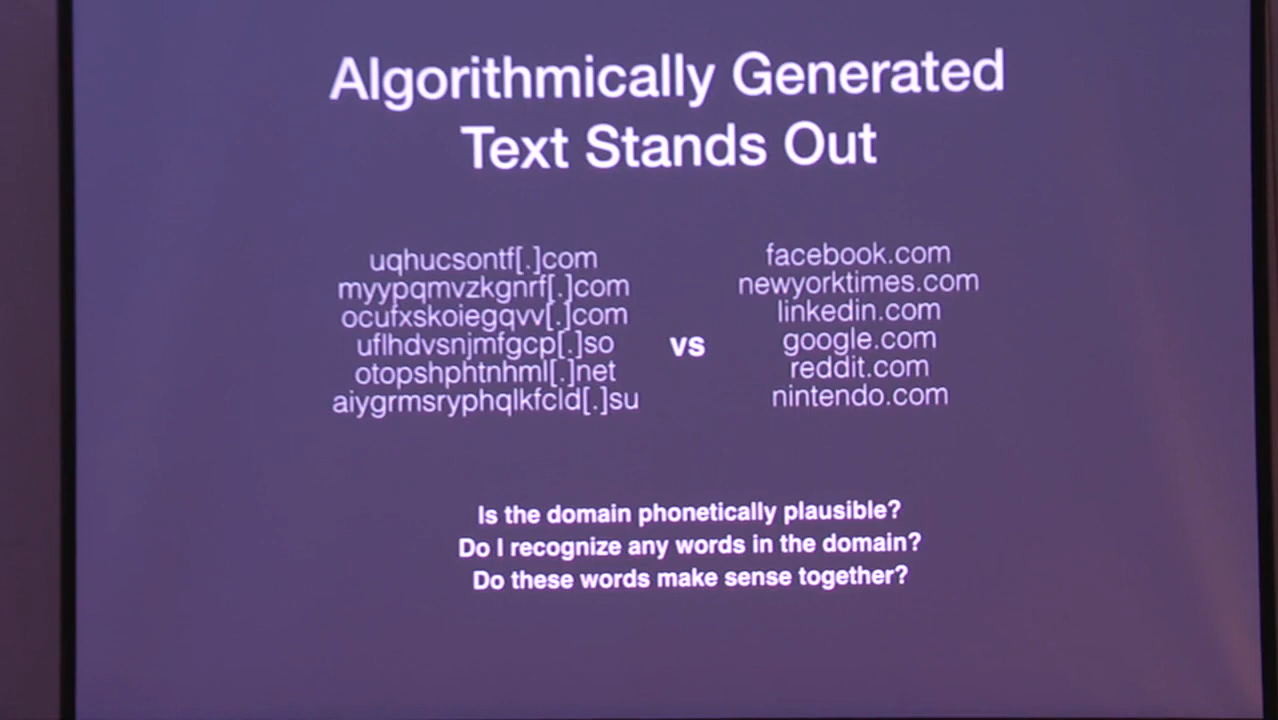 Algorithmically Generated
Text Stands Out
uqhucsontf[.]com
myypqmvzkgnrf[.]com
ocufxskoiegqvv[.]com
uflhdvsnjmfgcp[.]so
otopshphtnhml[.]net
aiygrmsryphqlkfcld[.]su
vs
facebook.com
newyorktimes.com
linkedin.com
google.com
reddit.com
nintendo.com
Is the domain phonetically plausible?
Do I recognize any words in the domain?
Do these words make sense together?